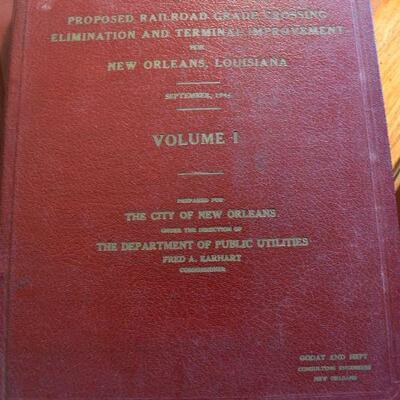 PROPOSED RAILROAD GRADE CROSSING
ELIMINATION AND TERMINAL IMPROVEMENT
FOR
NEW ORLEANS, LOUISIANA
SEPTEMBER, 1944
VOLUME I
PREPARED FOR
THE CITY OF NEW ORLEANS
UNDER THE DIRECTION OF
THE DEPARTMENT OF PUBLIC UTILITIES
FRED A. EARHART
COMMISSIONER
GODAT AND HEFT
CONSULTING ENGINEERS
NEW ORLEANS